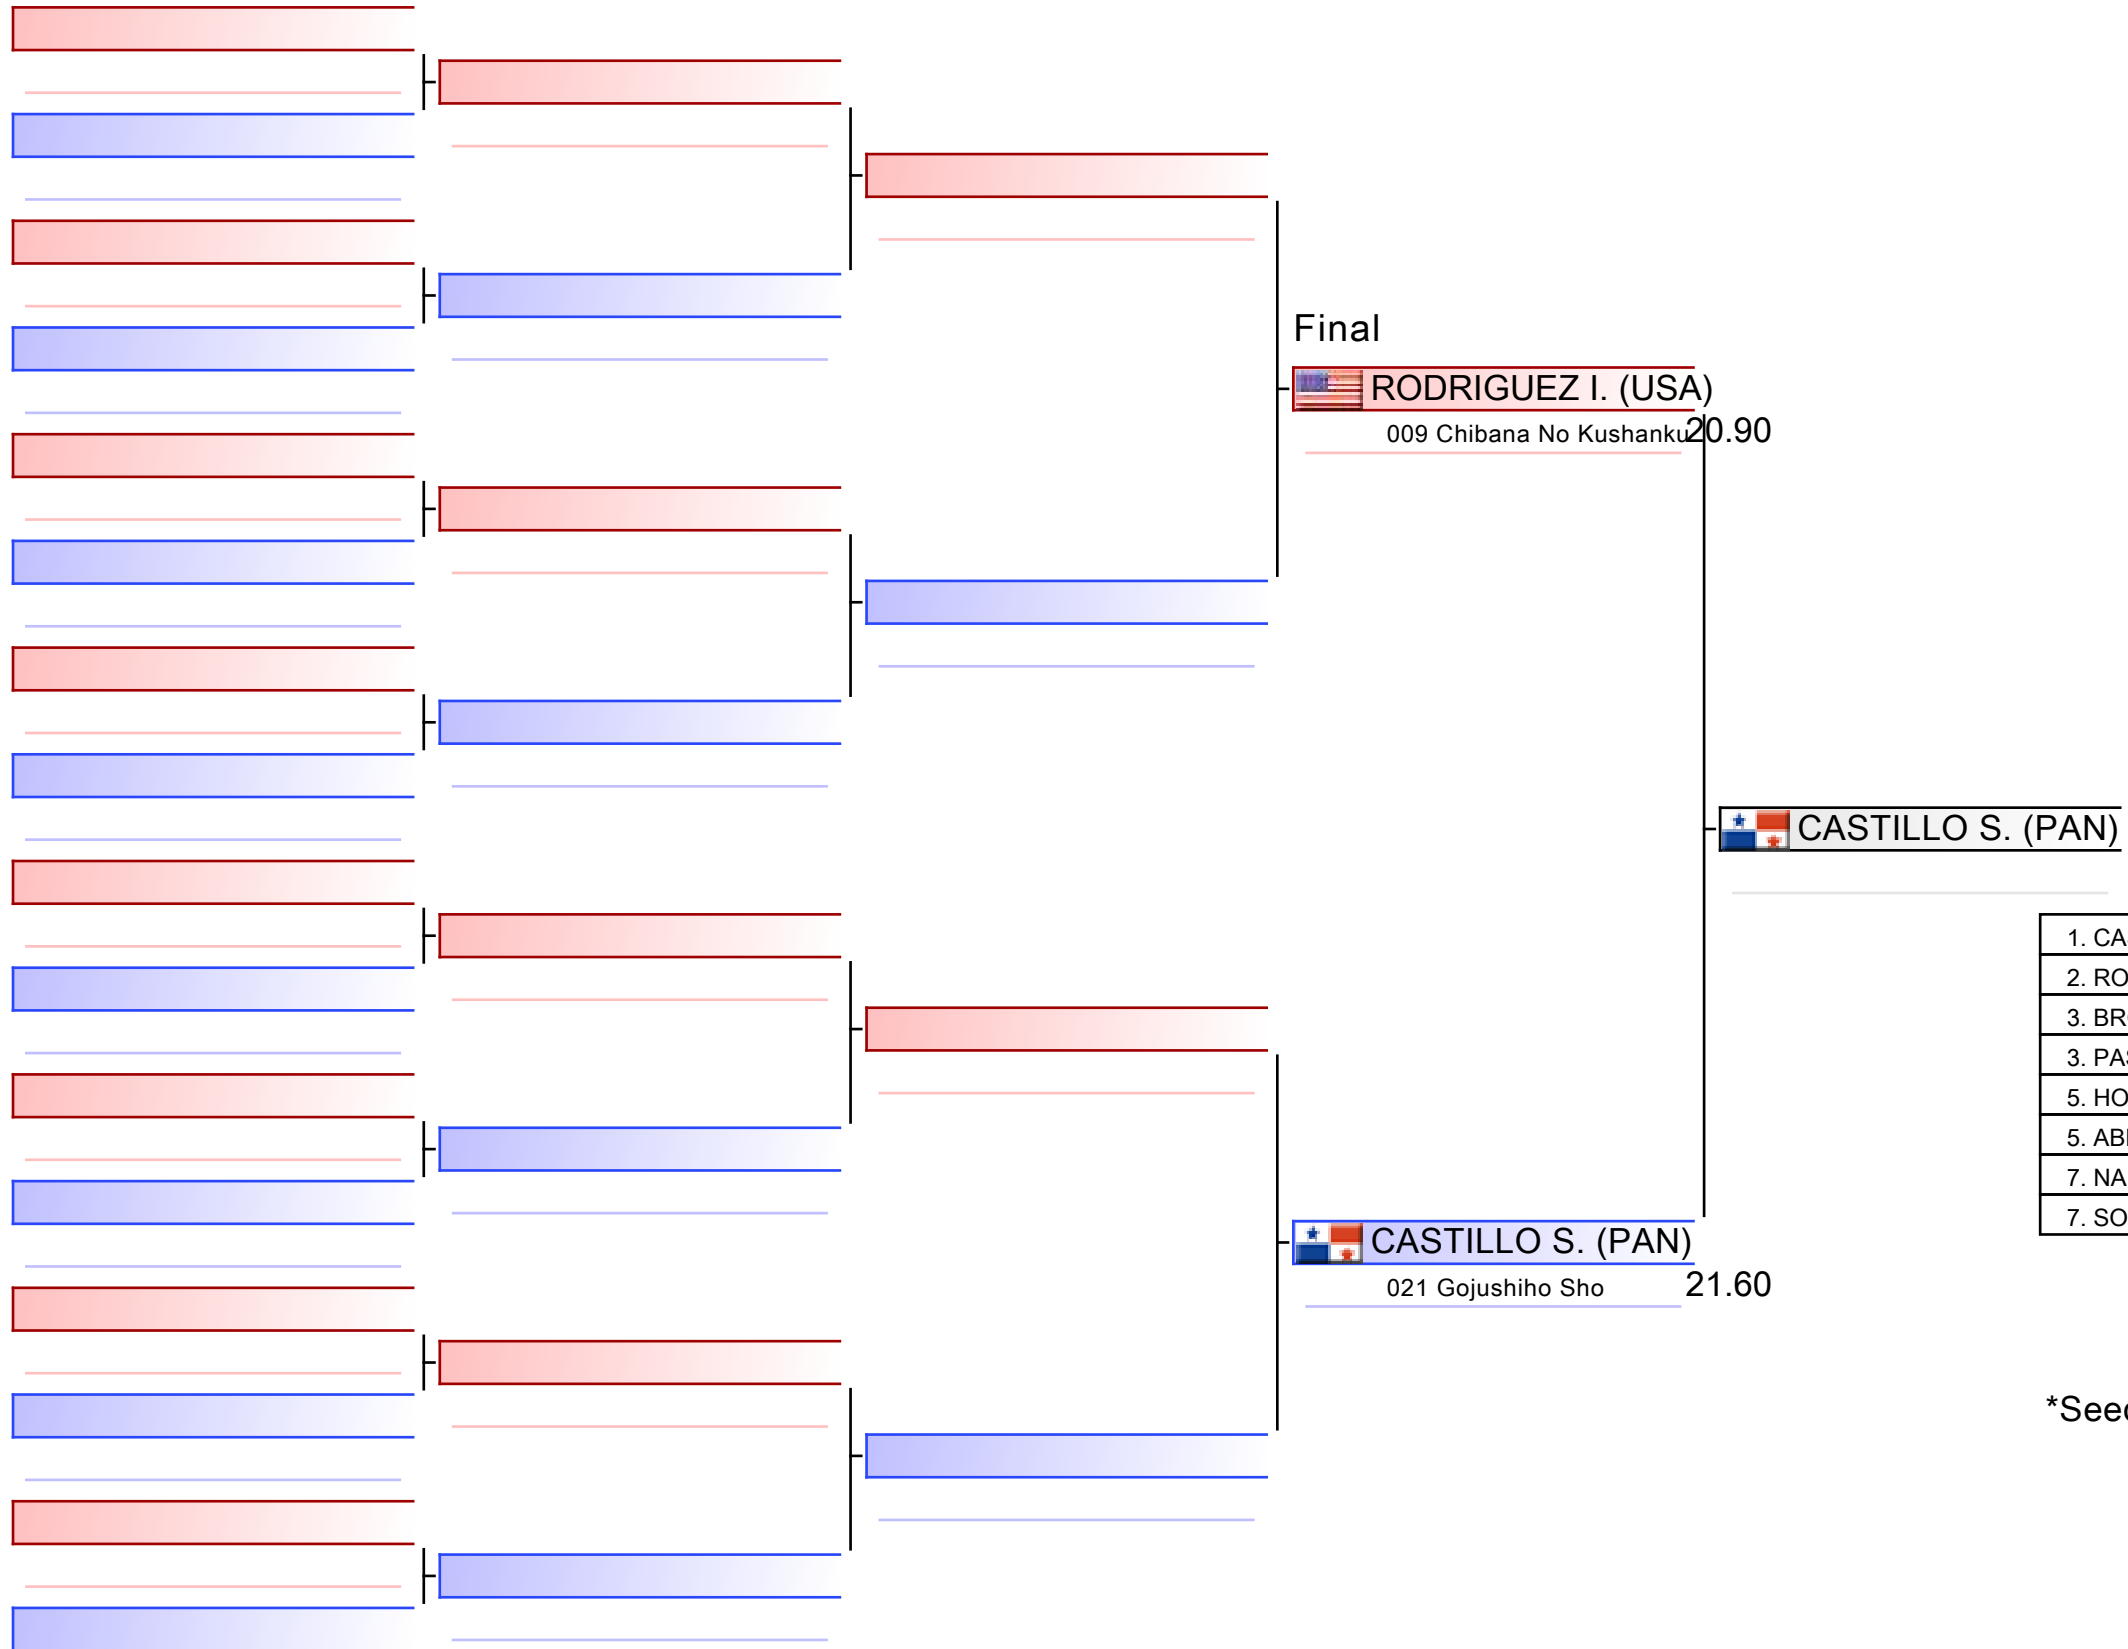 Final
RODRIGUEZ I. (USA)
009 Chibana No Kushanku 20.90
CASTILLO S. (PAN)
1. CA
2. RO
3. BR
3. PAS
5. HO
5. AB
7. NA
7. SO
CASTILLO S. (PAN)
021 Gojushiho Sho 21.60
*See